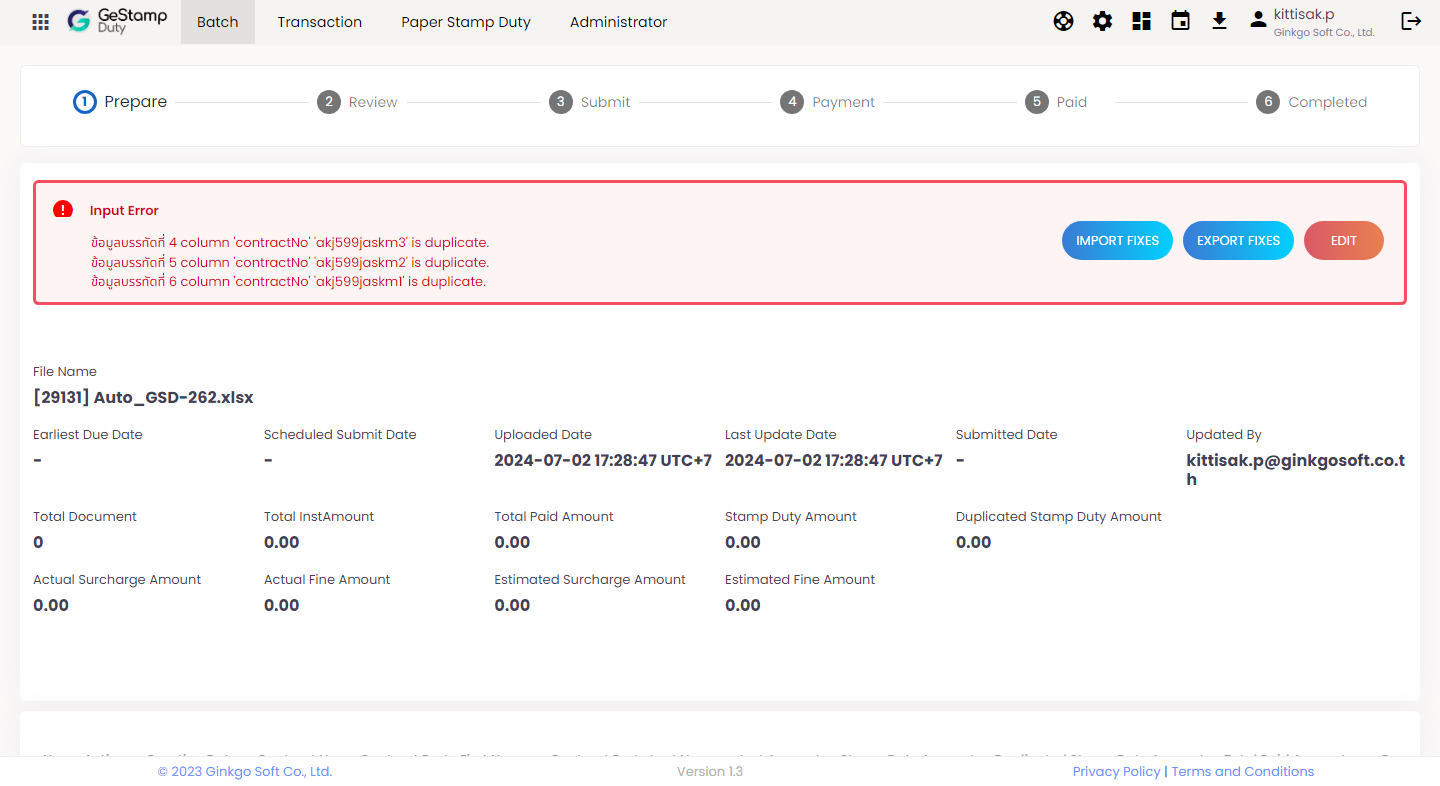 GeStamp
Duty
Batch
Transaction
Paper Stamp Duty
Administrator
kittisak.p
Ginkgo Soft Co., Ltd.
1 Prepare
2 Review
3 Submit
4 Payment
5 Paid
6 Completed
Input Error
ข้อมูลบรรทัดที่ 4 column 'contractNo' 'akj599jaskm3' is duplicate.
ข้อมูลบรรทัดที่ 5 column 'contractNo' 'akj599jaskm2' is duplicate.
ข้อมูลบรรทัดที่ 6 column 'contractNo' 'akj599jaskm1' is duplicate.
IMPORT FIXES
EXPORT FIXES
EDIT
File Name
[29131] Auto_GSD-262.xlsx
Earliest Due Date
-
Scheduled Submit Date
-
Uploaded Date
2024-07-02 17:28:47 UTC+7
Last Update Date
2024-07-02 17:28:47 UTC+7
Submitted Date
-
Updated By
kittisak.p@ginkgosoft.co.t
h
Total Document
0
Total InstAmount
0.00
Total Paid Amount
0.00
Stamp Duty Amount
0.00
Duplicated Stamp Duty Amount
0.00
Actual Surcharge Amount
0.00
Actual Fine Amount
0.00
Estimated Surcharge Amount
0.00
Estimated Fine Amount
0.00
© 2023 Ginkgo Soft Co., Ltd.
Version 1.3
Privacy Policy | Terms and Conditions